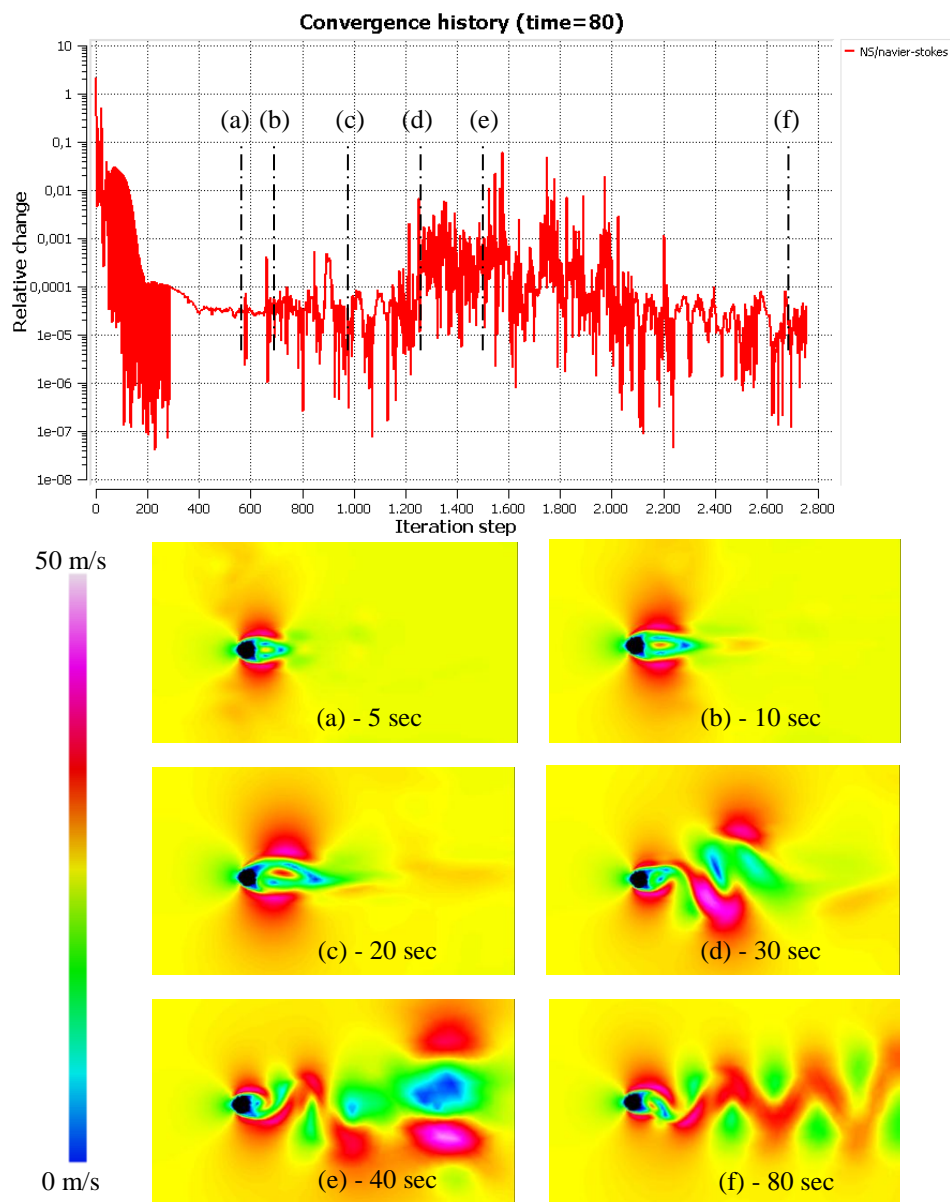 Convergence history (time=80)
NS/navier-stokes
Relative change
10
1
0,1
0,01
0,001
0,0001
1e-05
1e-06
1e-07
1e-08
(a) (b) (c) (d) (e) (f)
0 200 400 600 800 1.000 1.200 1.400 1.600 1.800 2.000 2.200 2.400 2.600 2.800
Iteration step
50 m/s
0 m/s
(a) - 5 sec
(b) - 10 sec
(c) - 20 sec
(d) - 30 sec
(e) - 40 sec
(f) - 80 sec